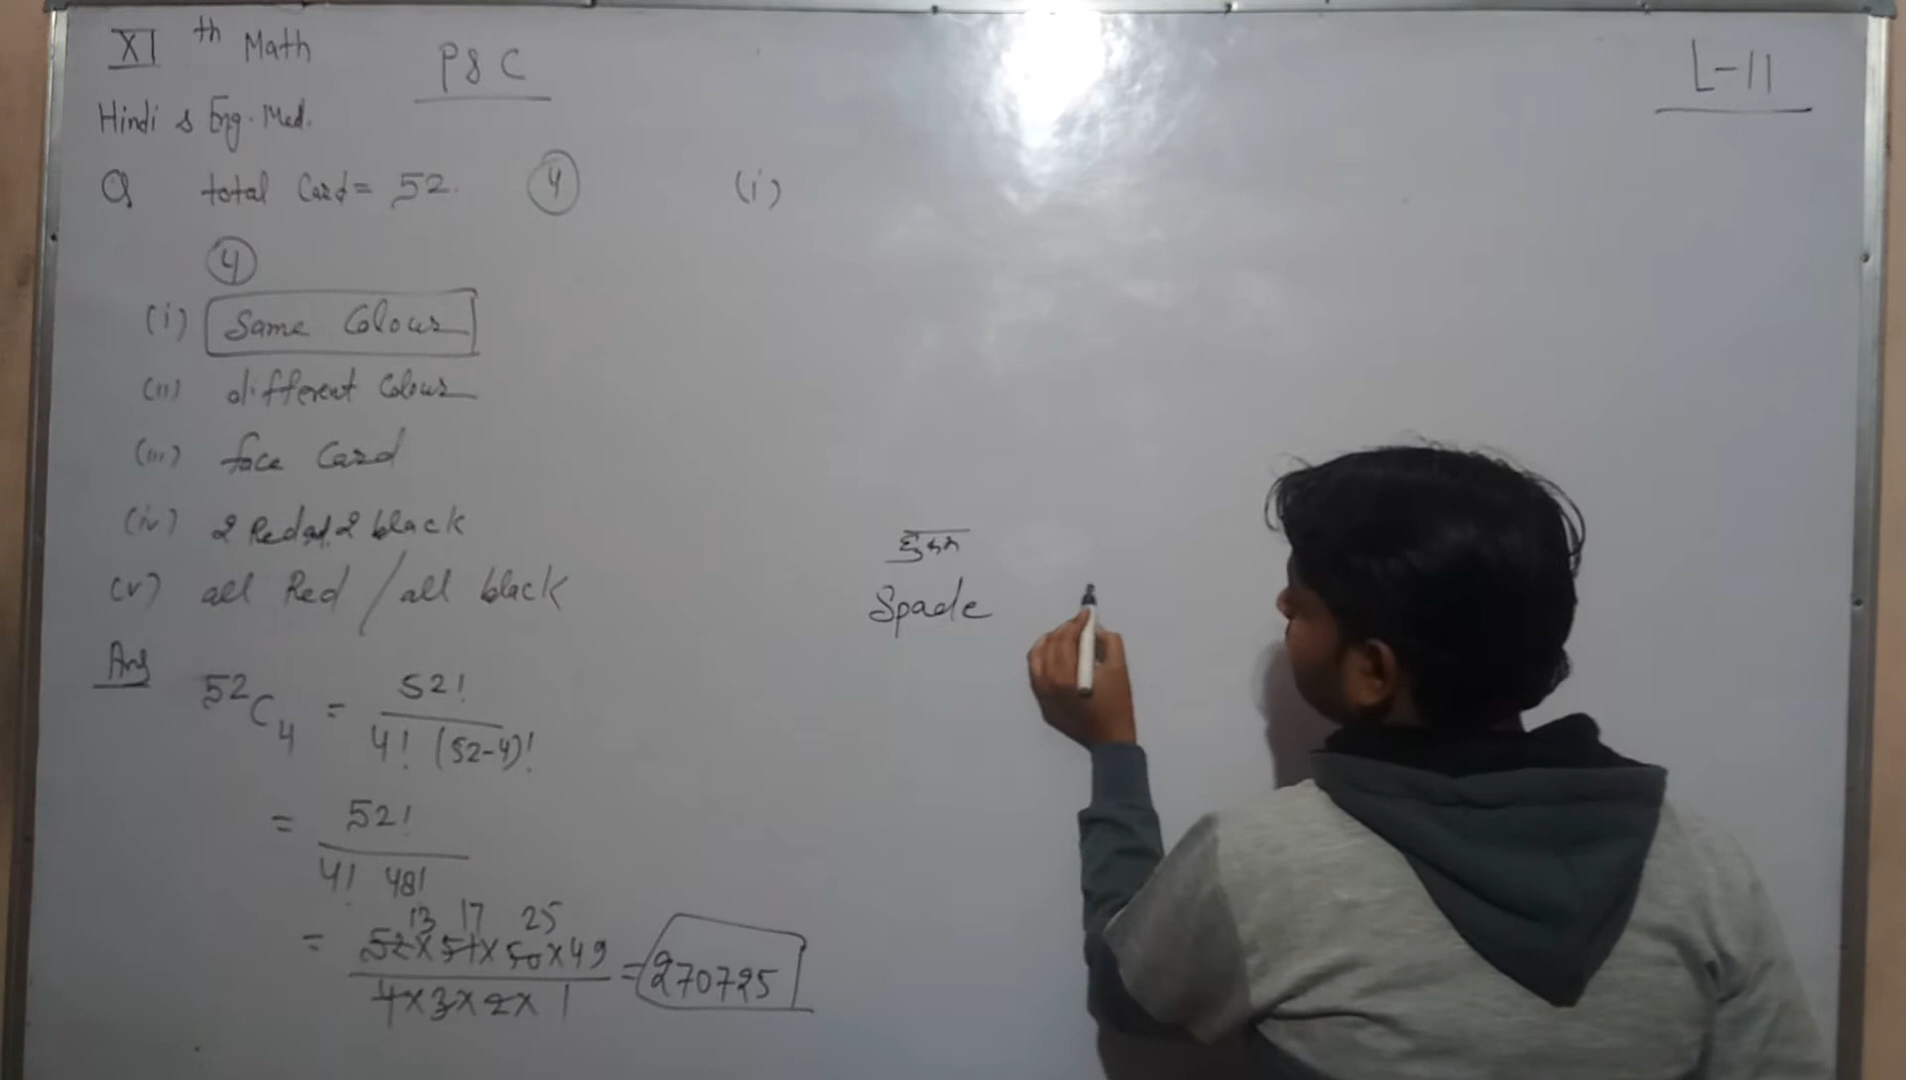 XI th Math
P & C
L-11
Hindi & Eng. Med.
Q total Card = 52. 4
4
(i) Same Colour
(ii) different Colour
(iii) face Card
(iv) 2 Red and 2 black
(v) all Red / all black
Ans
52C4 = 52! / 4! (52-4)!
= 52! / 4! 48!
13 17 25
= 52×51×50×49 / 4×3×2×1 = 270725
(i)
हुकम
Spade